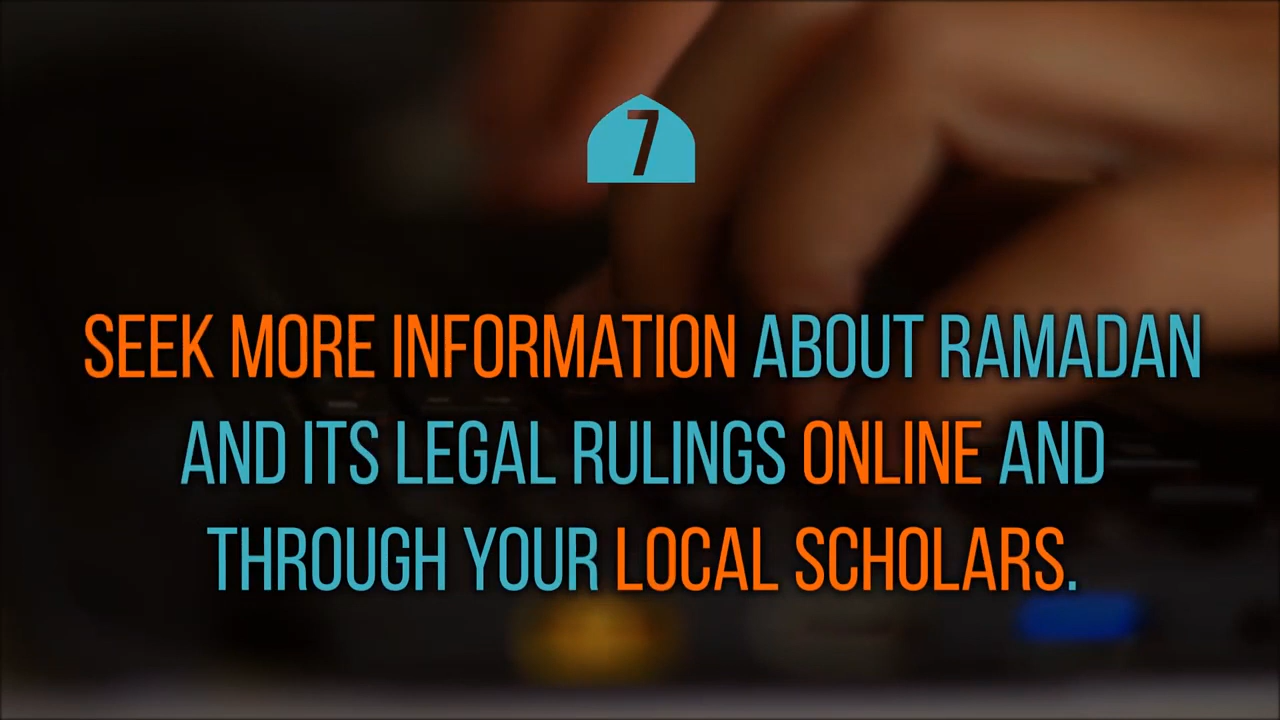 7
SEEK MORE INFORMATION ABOUT RAMADAN
AND ITS LEGAL RULINGS ONLINE AND
THROUGH YOUR LOCAL SCHOLARS.